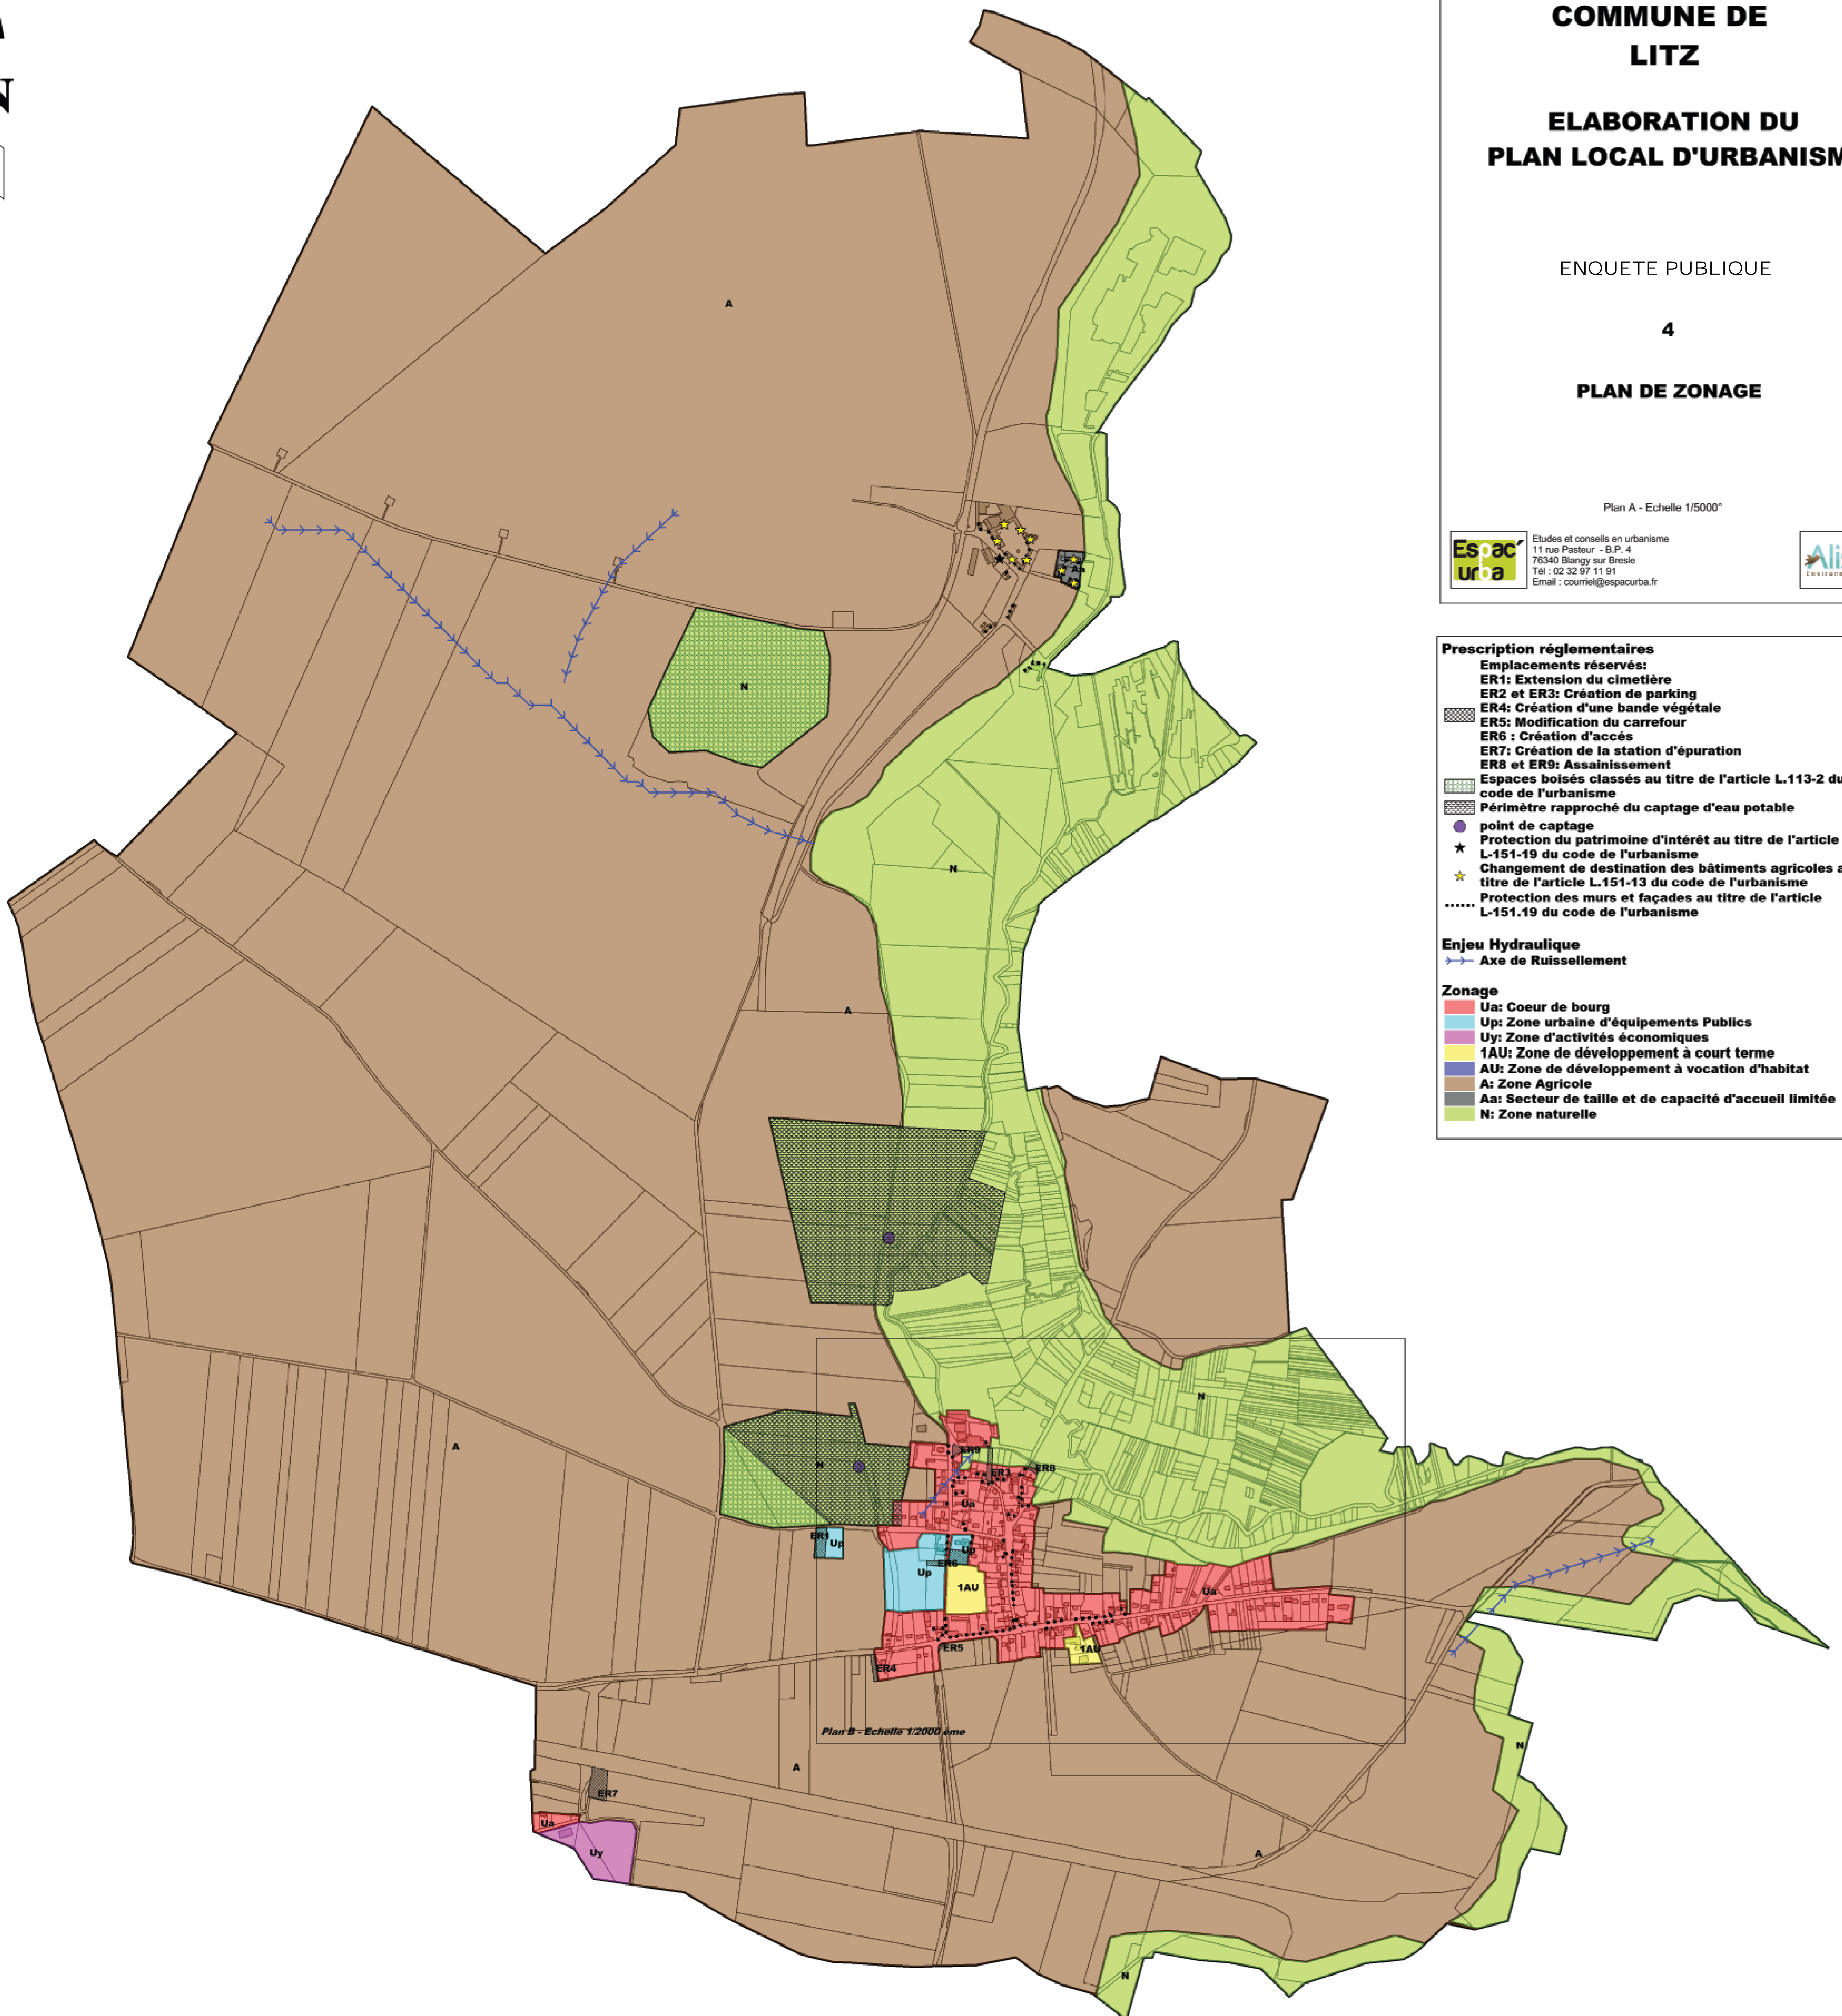 N
COMMUNE DE
LITZ
ELABORATION DU
PLAN LOCAL D'URBANISM
ENQUETE PUBLIQUE
4
PLAN DE ZONAGE
Plan A - Echelle 1/5000°
Espac'
urba
Etudes et conseils en urbanisme
11 rue Pasteur - B.P. 4
76340 Blangy sur Bresle
Tél : 02 32 97 11 91
Email : courriel@espacurba.fr
Prescription réglementaires
Emplacements réservés:
ER1: Extension du cimetière
ER2 et ER3: Création de parking
ER4: Création d'une bande végétale
ER5: Modification du carrefour
ER6 : Création d'accés
ER7: Création de la station d'épuration
ER8 et ER9: Assainissement
Espaces boisés classés au titre de l'article L.113-2 du
code de l'urbanisme
Périmètre rapproché du captage d'eau potable
point de captage
Protection du patrimoine d'intérêt au titre de l'article
L-151-19 du code de l'urbanisme
Changement de destination des bâtiments agricoles a
titre de l'article L.151-13 du code de l'urbanisme
Protection des murs et façades au titre de l'article
L-151.19 du code de l'urbanisme
Enjeu Hydraulique
Axe de Ruissellement
Zonage
Ua: Coeur de bourg
Up: Zone urbaine d'équipements Publics
Uy: Zone d'activités économiques
1AU: Zone de développement à court terme
AU: Zone de développement à vocation d'habitat
A: Zone Agricole
Aa: Secteur de taille et de capacité d'accueil limitée
N: Zone naturelle
A
Aa
N
N
A
N
A
N
ER9
ER3
ER8
Ua
ER1
Up
Up
ER6
Up
1AU
Ua
ER5
1AU
ER4
Plan B - Echelle 1/2000 ème
N
A
ER7
Ua
Uy
A
N